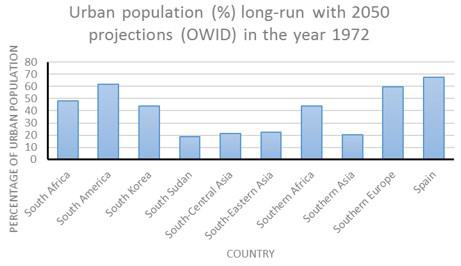 Urban population (%) long-run with 2050
projections (OWID) in the year 1972
PERCENTAGE OF URBAN POPULATION
80
70
60
50
40
30
20
10
0
South Africa
South America
South Korea
South Sudan
South-Central Asia
South-Eastern Asia
Southern Africa
Southern Asia
Southern Europe
Spain
COUNTRY